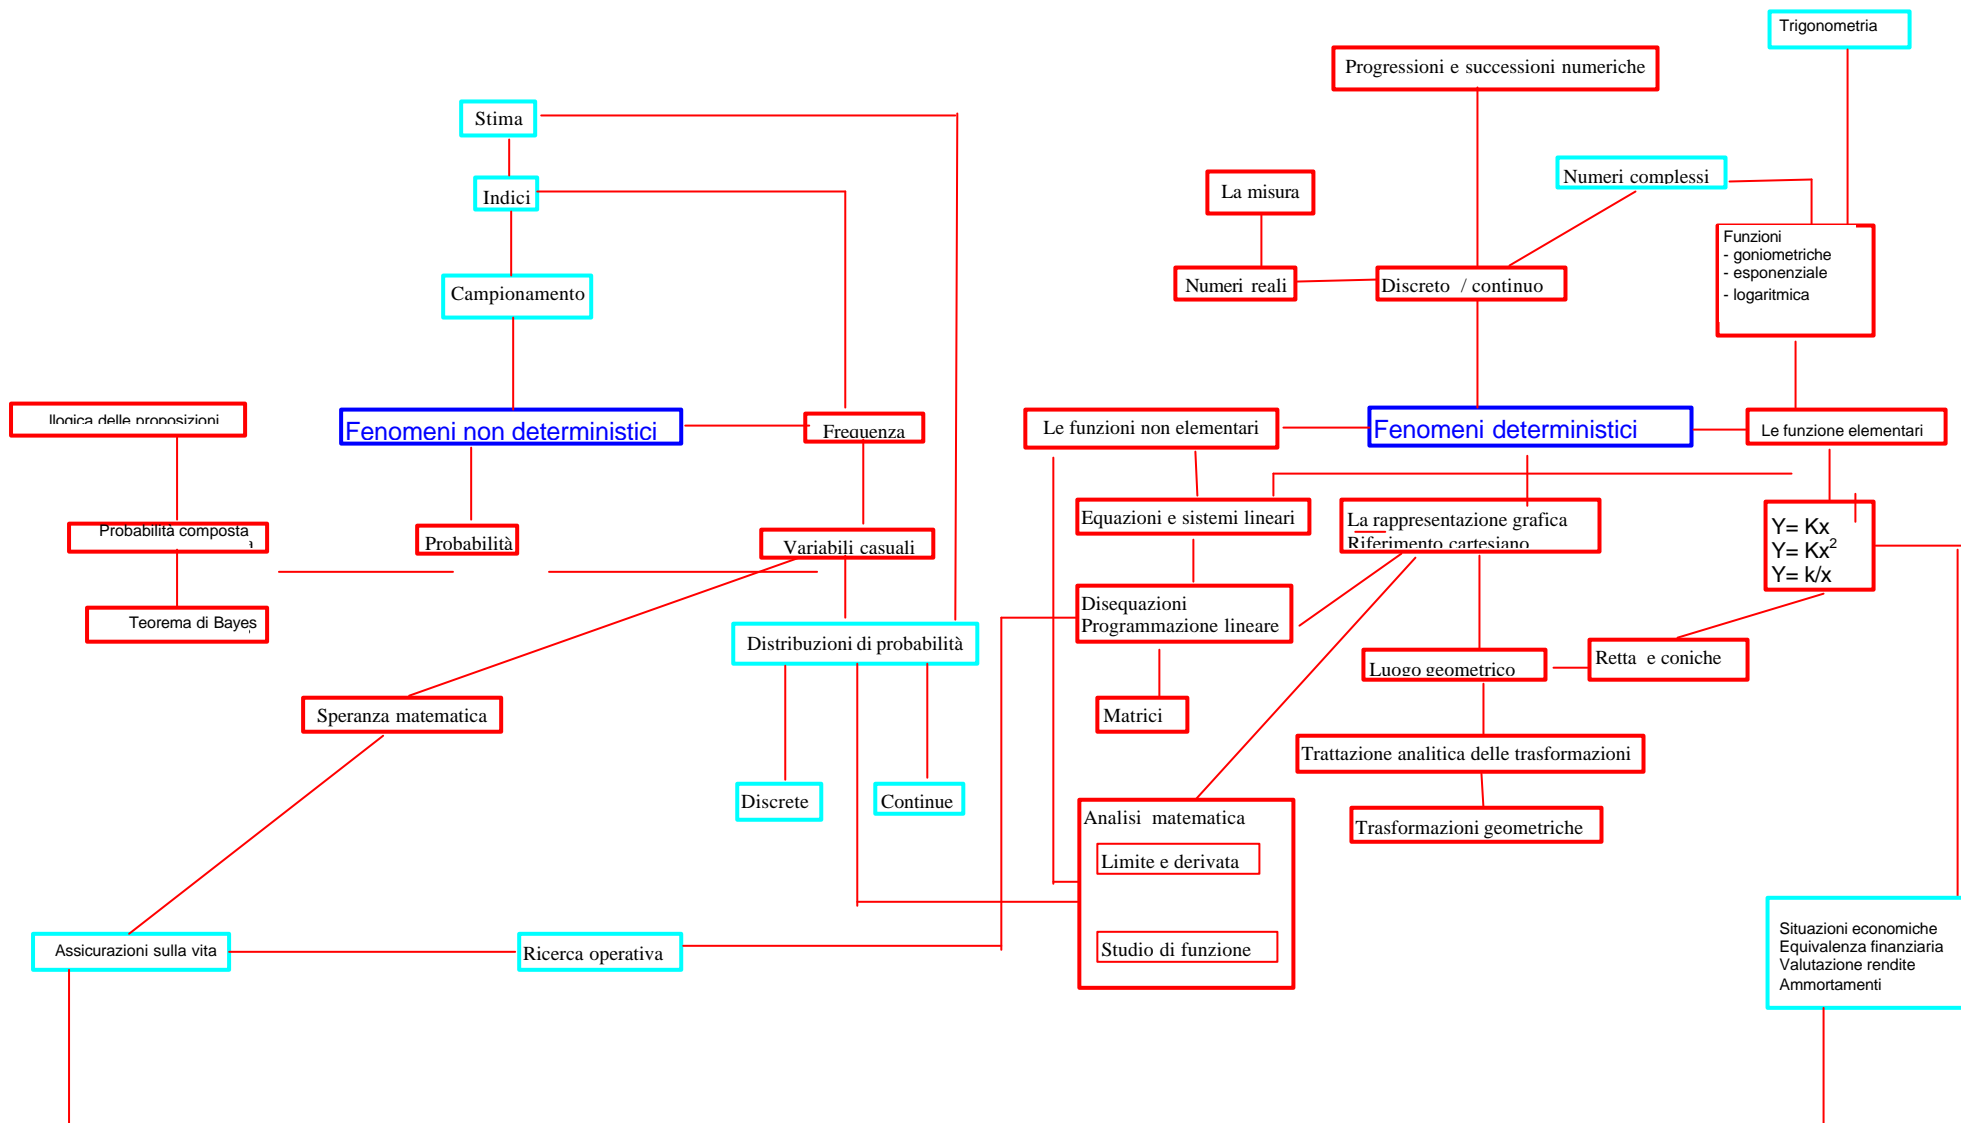 Trigonometria
Progressioni e successioni numeriche
Stima
Numeri complessi
La misura
Indici
Funzioni
- goniometriche
- esponenziale
- logaritmica
Numeri reali
Discreto / continuo
Campionamento
llogica delle proposizioni
Fenomeni non deterministici
Frequenza
Le funzioni non elementari
Fenomeni deterministici
Le funzione elementari
Equazioni e sistemi lineari
La rappresentazione grafica
Riferimento cartesiano
Y= Kx
Y= Kx²
Y= k/x
Probabilità composta
Probabilità
Variabili casuali
Disequazioni
Programmazione lineare
Teorema di Bayes
Distribuzioni di probabilità
Luogo geometrico
Retta e coniche
Speranza matematica
Matrici
Trattazione analitica delle trasformazioni
Discrete
Continue
Analisi matematica
Limite e derivata
Studio di funzione
Trasformazioni geometriche
Assicurazioni sulla vita
Ricerca operativa
Situazioni economiche
Equivalenza finanziaria
Valutazione rendite
Ammortamenti